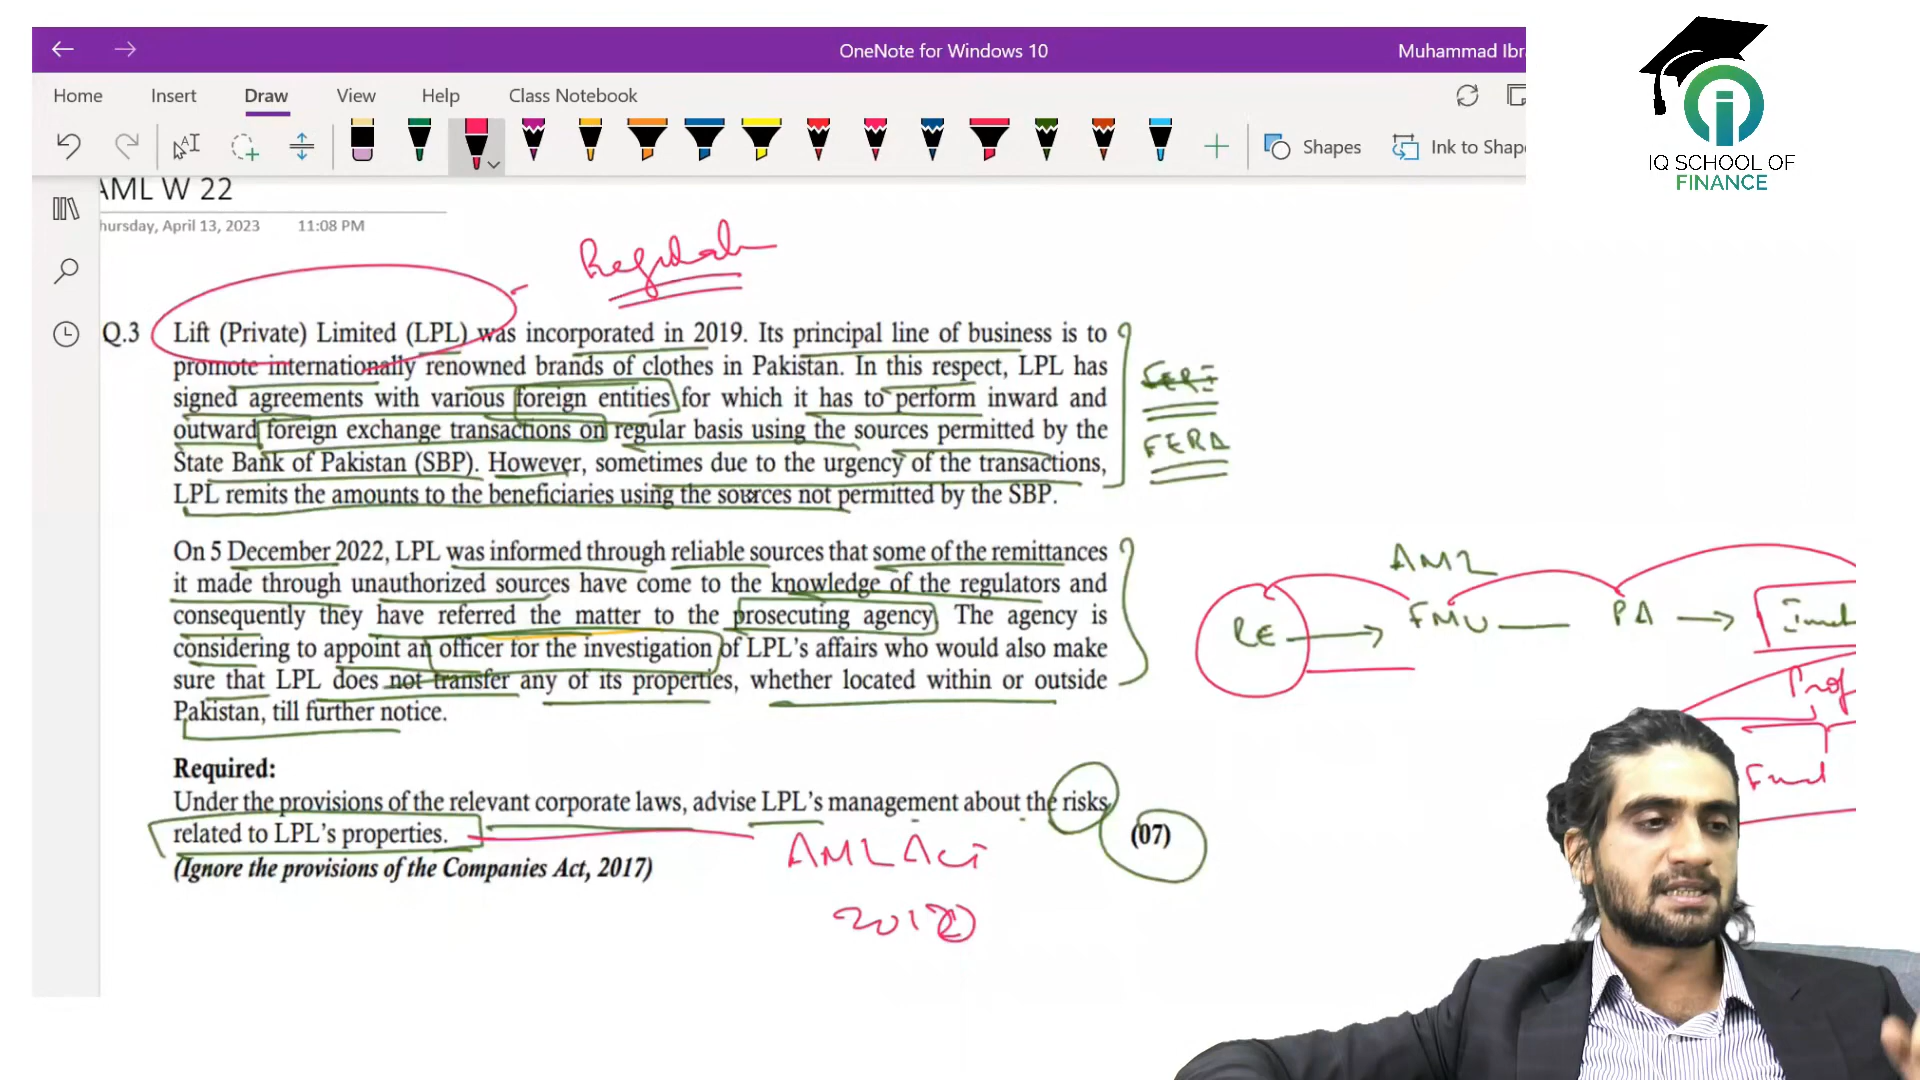 OneNote for Windows 10
Muhammad Ibr
Home Insert Draw View Help Class Notebook
Shapes Ink to Shap
IQ SCHOOL OF
FINANCE
AML W 22
hursday, April 13, 2023 11:08 PM
Q.3 Lift (Private) Limited (LPL) was incorporated in 2019. Its principal line of business is to
promote internationally renowned brands of clothes in Pakistan. In this respect, LPL has
signed agreements with various foreign entities for which it has to perform inward and
outward foreign exchange transactions on regular basis using the sources permitted by the
State Bank of Pakistan (SBP). However, sometimes due to the urgency of the transactions,
LPL remits the amounts to the beneficiaries using the sources not permitted by the SBP.
FERA
On 5 December 2022, LPL was informed through reliable sources that some of the remittances
it made through unauthorized sources have come to the knowledge of the regulators and
consequently they have referred the matter to the prosecuting agency. The agency is
considering to appoint an officer for the investigation of LPL's affairs who would also make
sure that LPL does not transfer any of its properties, whether located within or outside
Pakistan, till further notice.
AML
RE FMU PA
Required:
Under the provisions of the relevant corporate laws, advise LPL's management about the risks
related to LPL's properties. (07)
(Ignore the provisions of the Companies Act, 2017)
AML Act